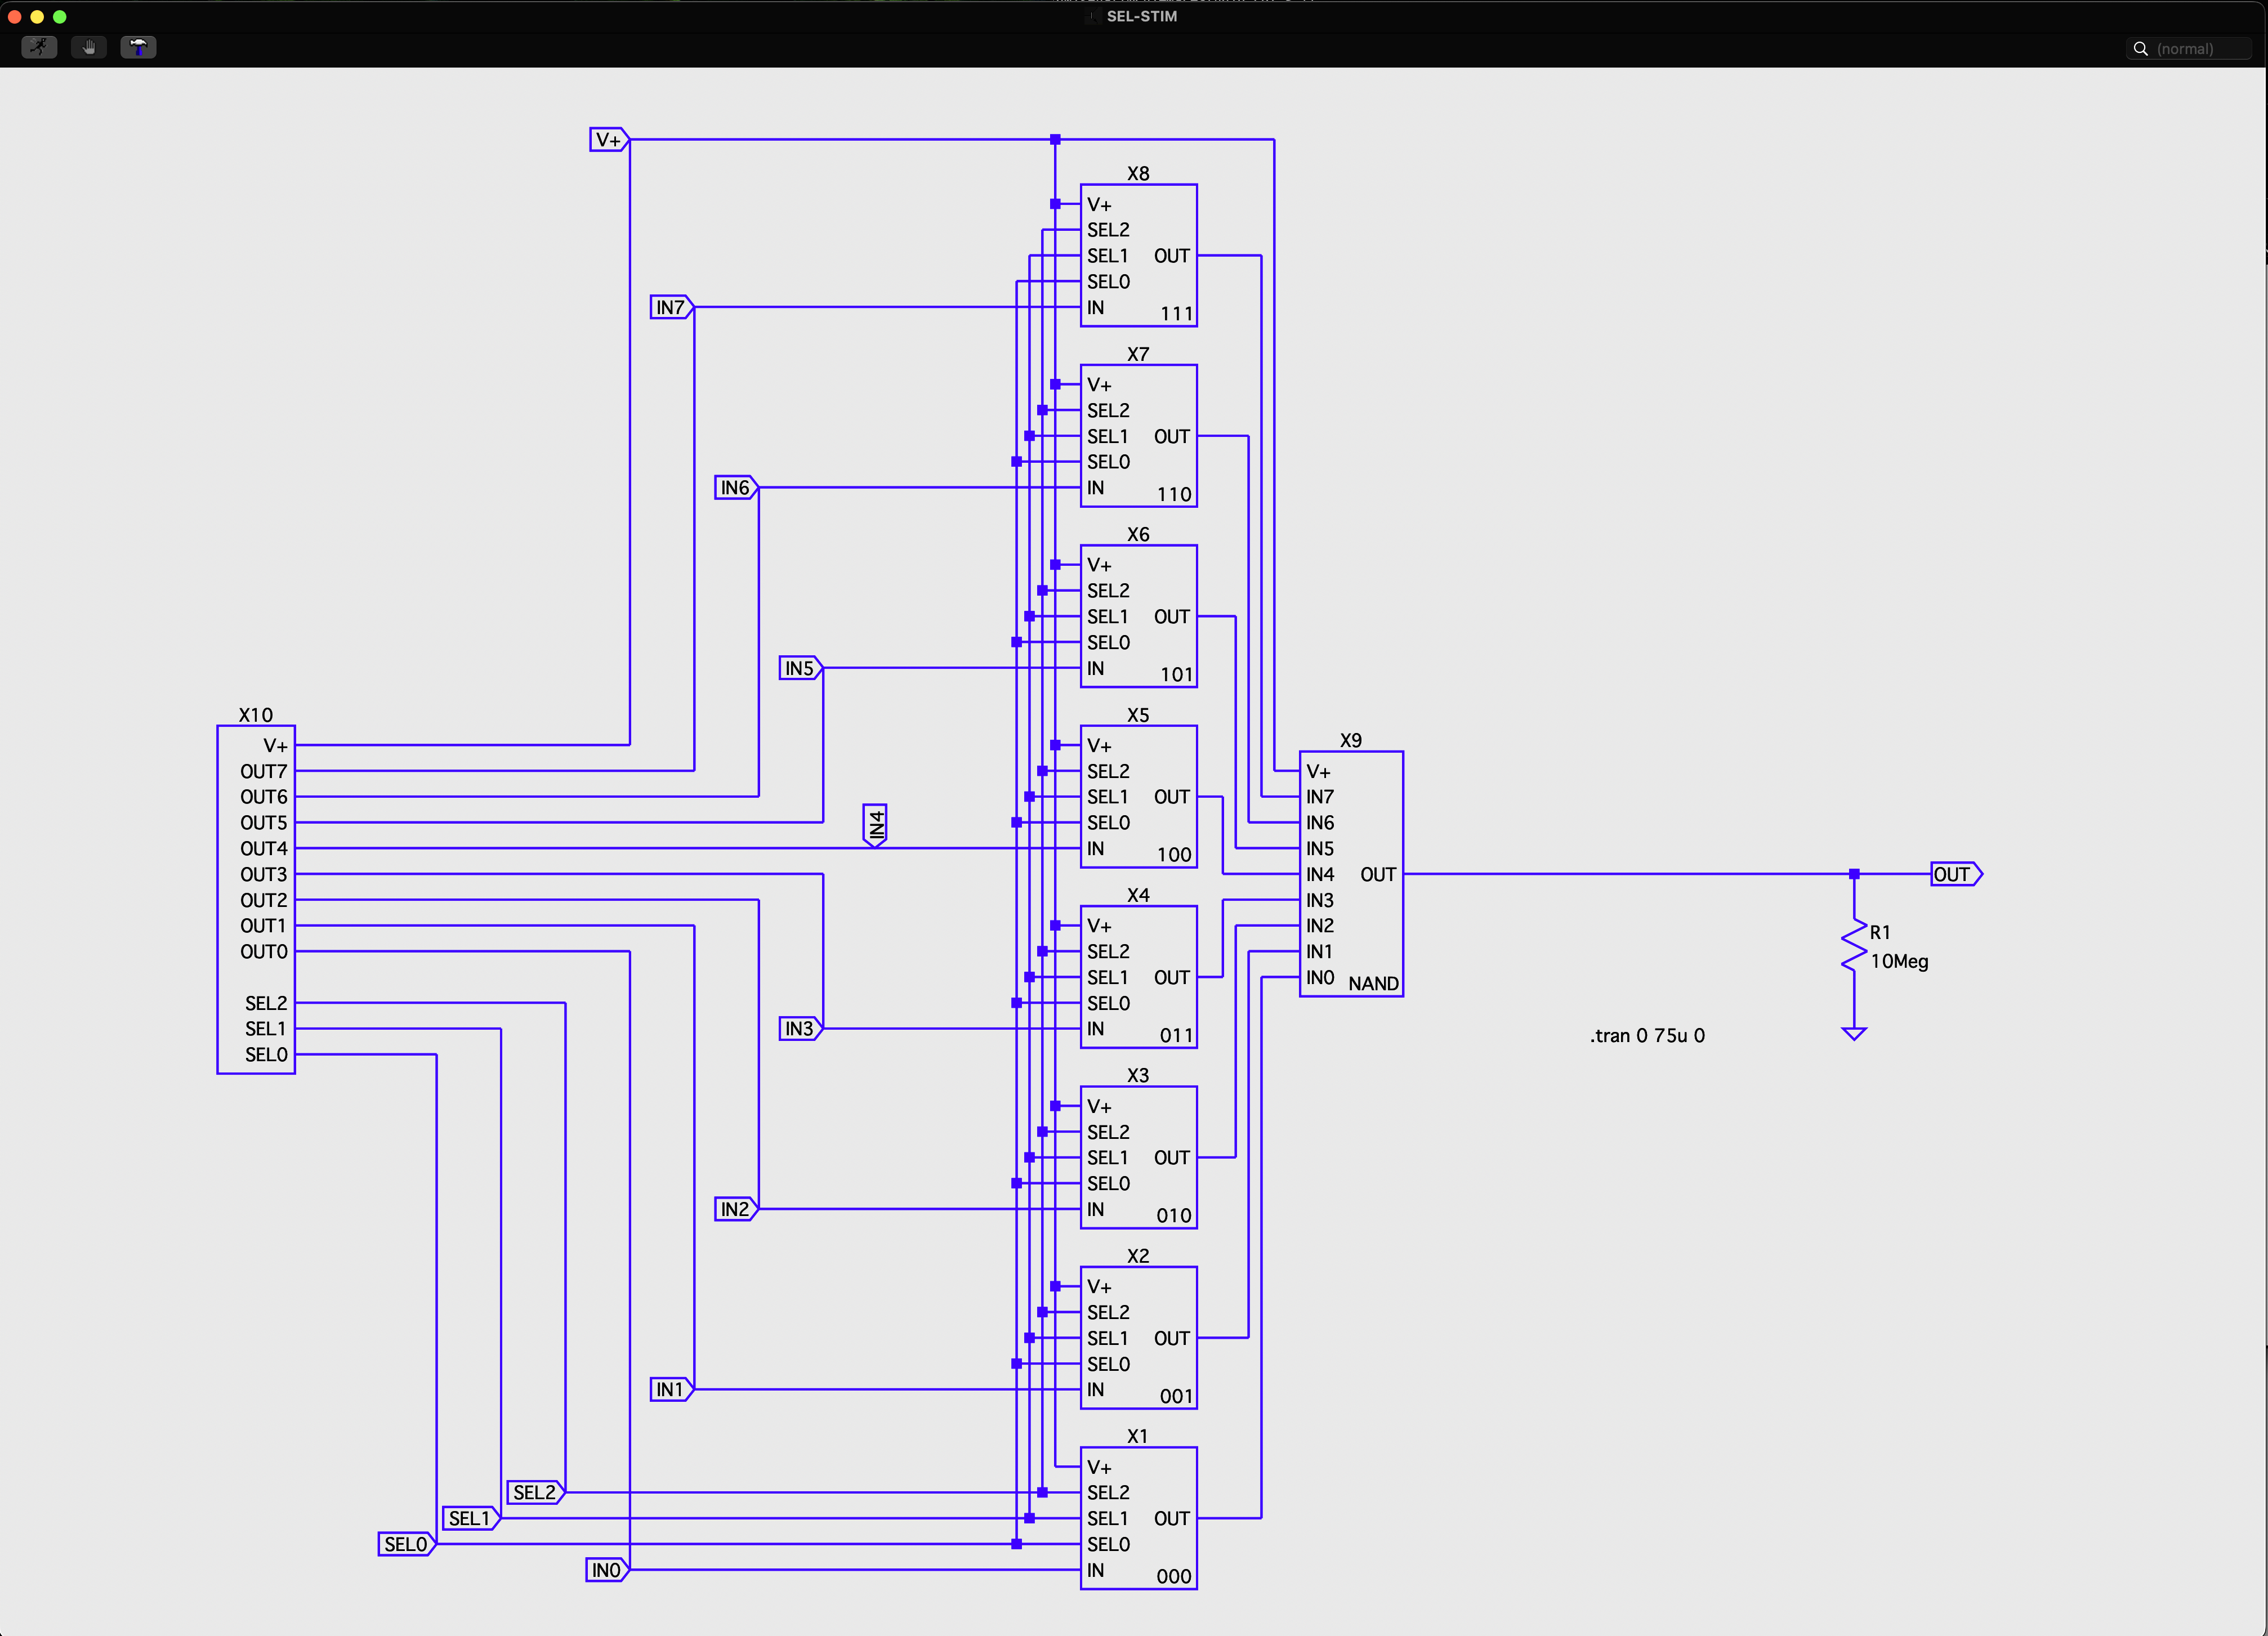 SEL-STIM
(normal)
V+
X8
V+
SEL2
SEL1 OUT
SEL0
IN7
IN
111
X7
V+
SEL2
SEL1 OUT
SEL0
IN6
IN
110
X6
V+
SEL2
SEL1 OUT
SEL0
IN5
IN
101
X10
V+
OUT7
OUT6
OUT5
OUT4
OUT3
OUT2
OUT1
OUT0
SEL2
SEL1
SEL0
X5
V+
SEL2
SEL1 OUT
SEL0
IN4
IN
100
X4
V+
SEL2
SEL1 OUT
SEL0
IN3
IN
011
X9
V+
IN7
IN6
IN5
IN4 OUT
IN3
IN2
IN1
IN0 NAND
OUT
R1
10Meg
.tran 0 75u 0
X3
V+
SEL2
SEL1 OUT
SEL0
IN2
IN
010
X2
V+
SEL2
SEL1 OUT
SEL0
IN1
IN
001
X1
V+
SEL2
SEL2
SEL1
SEL1 OUT
SEL0
SEL0
IN0
IN
000